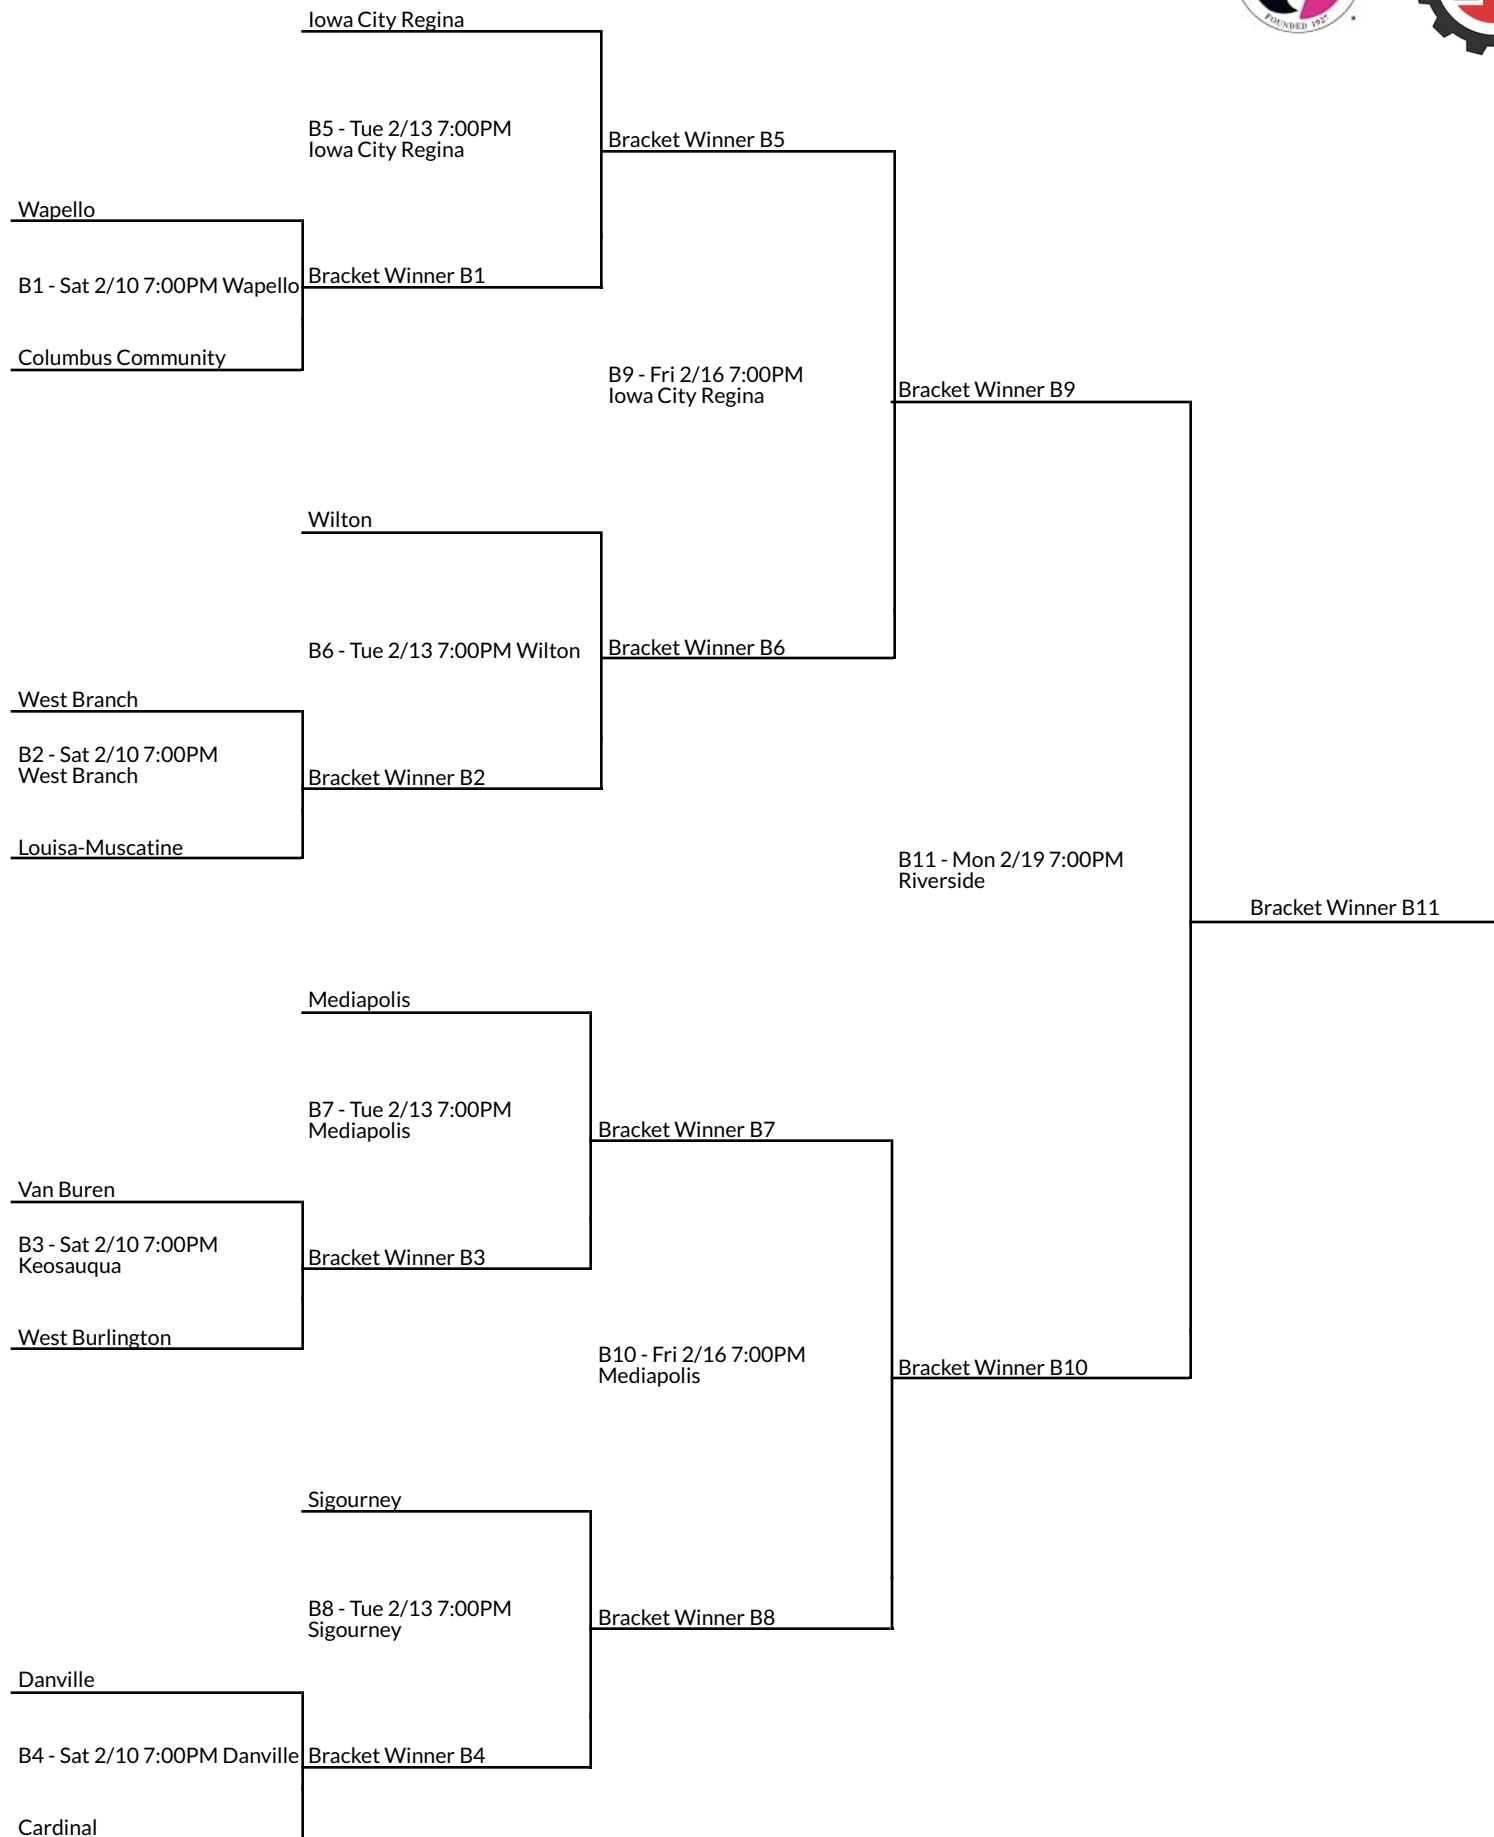 FOUNDED 1927
Iowa City Regina
B5 - Tue 2/13 7:00PM
Iowa City Regina
Bracket Winner B5
Wapello
B1 - Sat 2/10 7:00PM Wapello
Bracket Winner B1
Columbus Community
B9 - Fri 2/16 7:00PM
Iowa City Regina
Bracket Winner B9
Wilton
B6 - Tue 2/13 7:00PM Wilton
Bracket Winner B6
West Branch
B2 - Sat 2/10 7:00PM
West Branch
Bracket Winner B2
Louisa-Muscatine
B11 - Mon 2/19 7:00PM
Riverside
Bracket Winner B11
Mediapolis
B7 - Tue 2/13 7:00PM
Mediapolis
Bracket Winner B7
Van Buren
B3 - Sat 2/10 7:00PM
Keosauqua
Bracket Winner B3
West Burlington
B10 - Fri 2/16 7:00PM
Mediapolis
Bracket Winner B10
Sigourney
B8 - Tue 2/13 7:00PM
Sigourney
Bracket Winner B8
Danville
B4 - Sat 2/10 7:00PM Danville
Bracket Winner B4
Cardinal